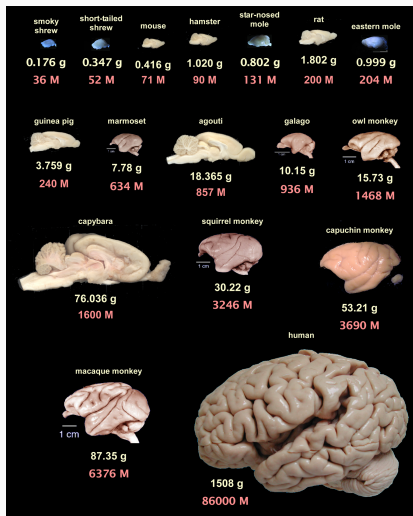 smoky shrew
short-tailed shrew
mouse
hamster
star-nosed mole
rat
eastern mole
0.176 g
0.347 g
0.416 g
1.020 g
0.802 g
1.802 g
0.999 g
36 M
52 M
71 M
90 M
131 M
200 M
204 M
guinea pig
marmoset
agouti
galago
owl monkey
1 cm
3.759 g
7.78 g
18.365 g
10.15 g
15.73 g
240 M
634 M
857 M
936 M
1468 M
capybara
squirrel monkey
capuchin monkey
1 cm
76.036 g
30.22 g
53.21 g
1600 M
3246 M
3690 M
human
macaque monkey
1 cm
87.35 g
6376 M
1508 g
86000 M